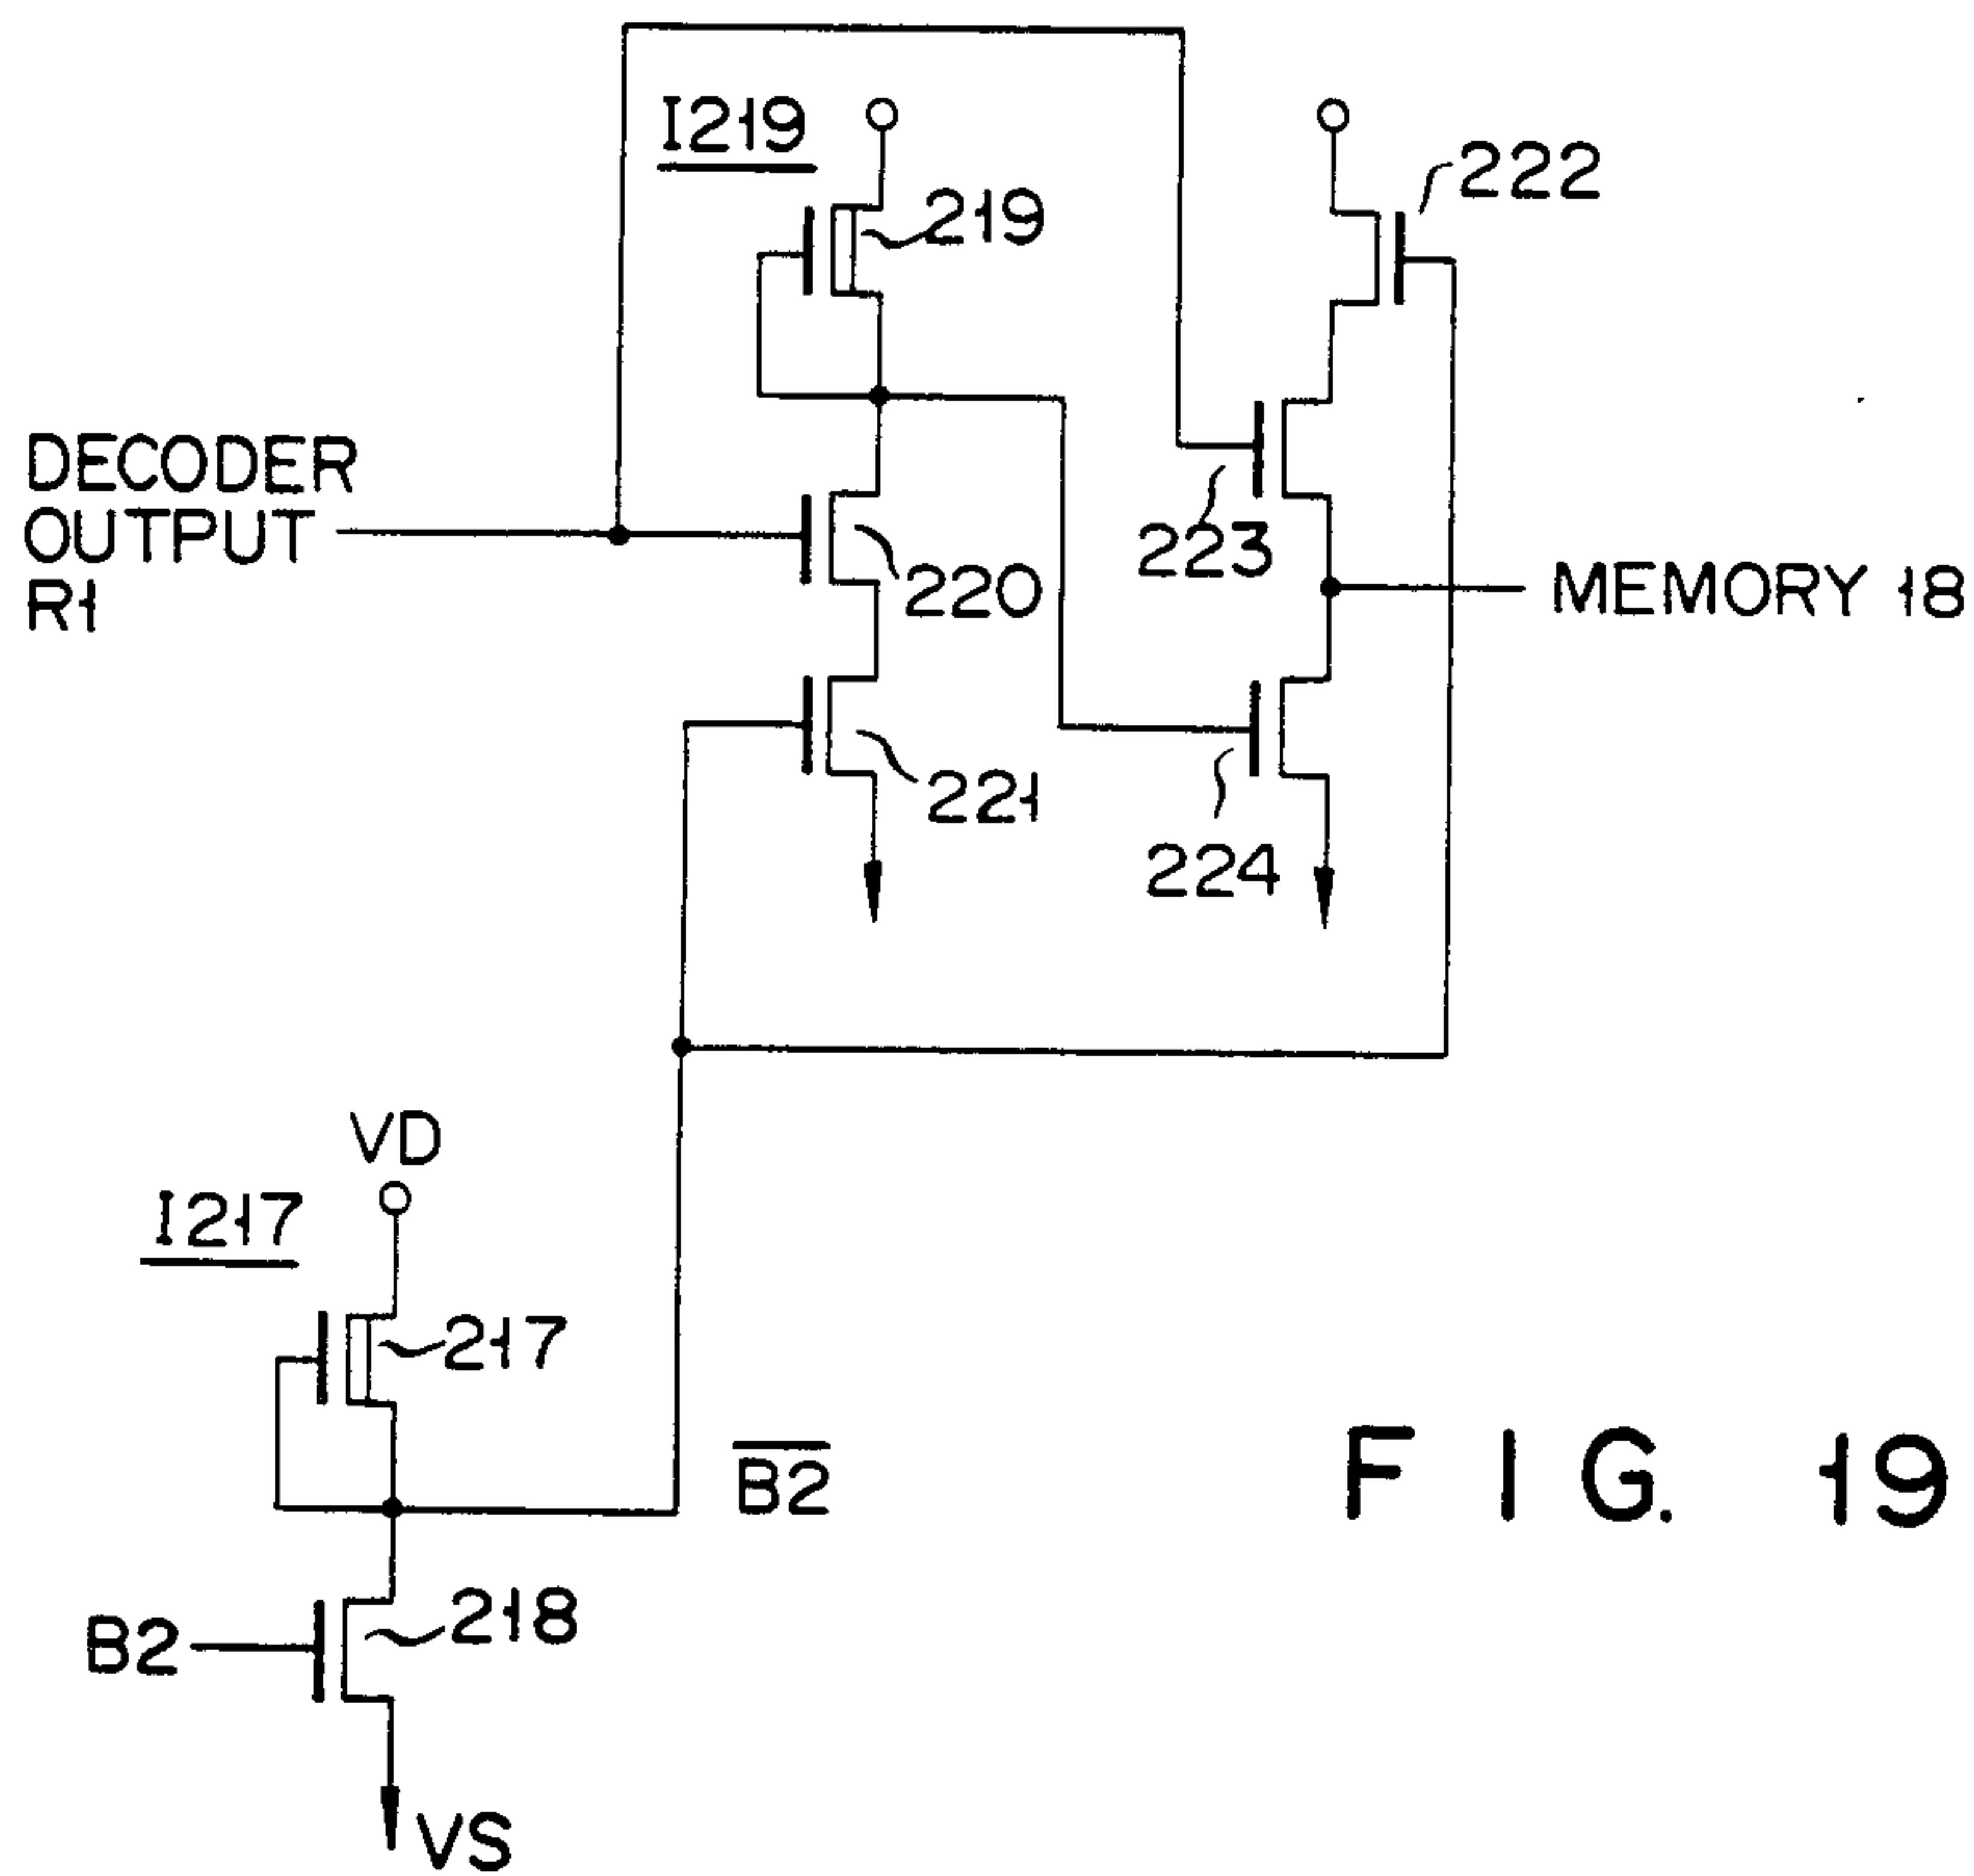 I219
219
222
DECODER
OUTPUT
R1
220
223
MEMORY 18
221
224
VD
I217
217
B2
F I G. 19
B2
218
VS